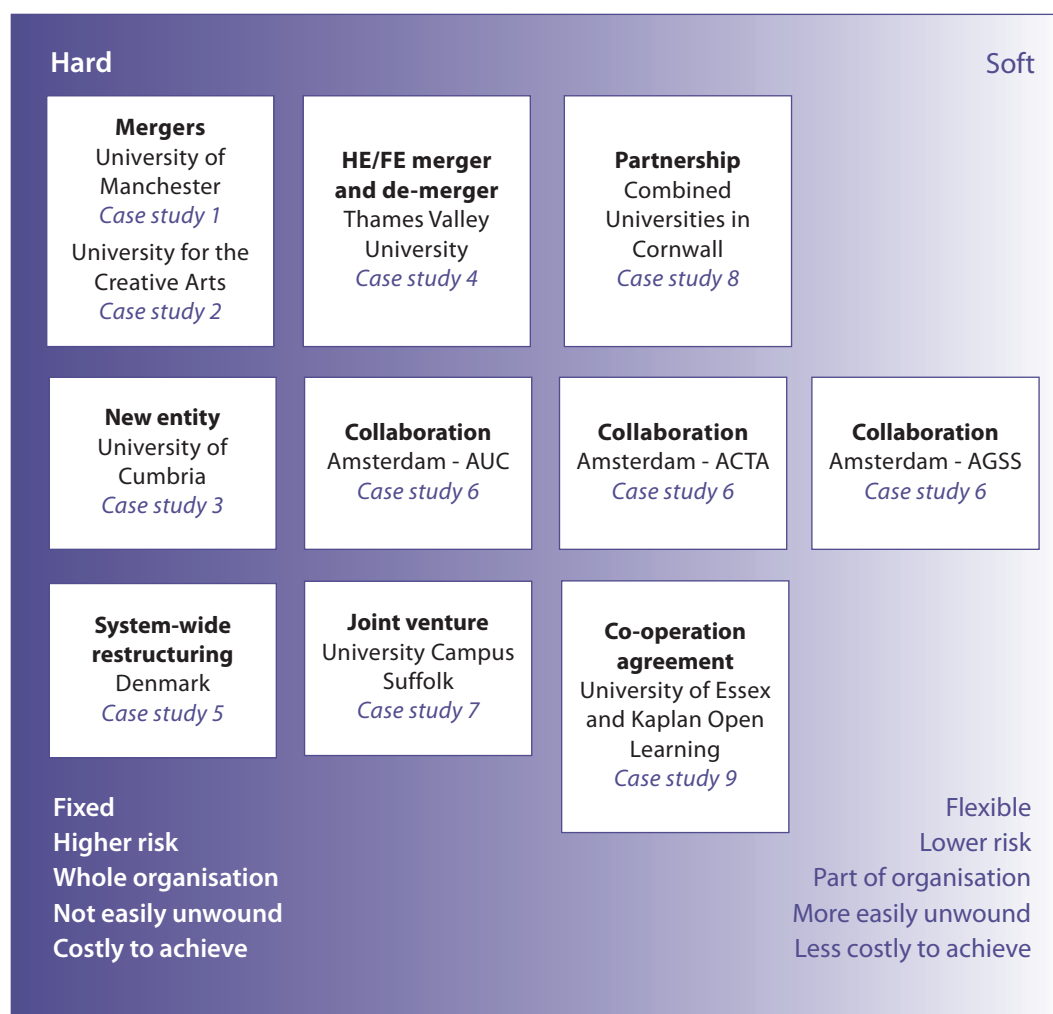 Hard
Soft
Mergers
University of
Manchester
Case study 1
University for the
Creative Arts
Case study 2
HE/FE merger
and de-merger
Thames Valley
University
Case study 4
Partnership
Combined
Universities in
Cornwall
Case study 8
New entity
University of
Cumbria
Case study 3
Collaboration
Amsterdam - AUC
Case study 6
Collaboration
Amsterdam - ACTA
Case study 6
Collaboration
Amsterdam - AGSS
Case study 6
System-wide
restructuring
Denmark
Case study 5
Joint venture
University Campus
Suffolk
Case study 7
Co-operation
agreement
University of Essex
and Kaplan Open
Learning
Case study 9
Fixed
Higher risk
Whole organisation
Not easily unwound
Costly to achieve
Flexible
Lower risk
Part of organisation
More easily unwound
Less costly to achieve